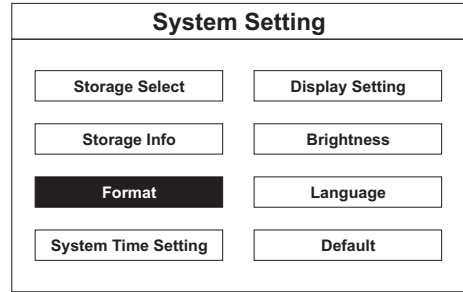 System Setting
Storage Select
Display Setting
Storage Info
Brightness
Format
Language
System Time Setting
Default